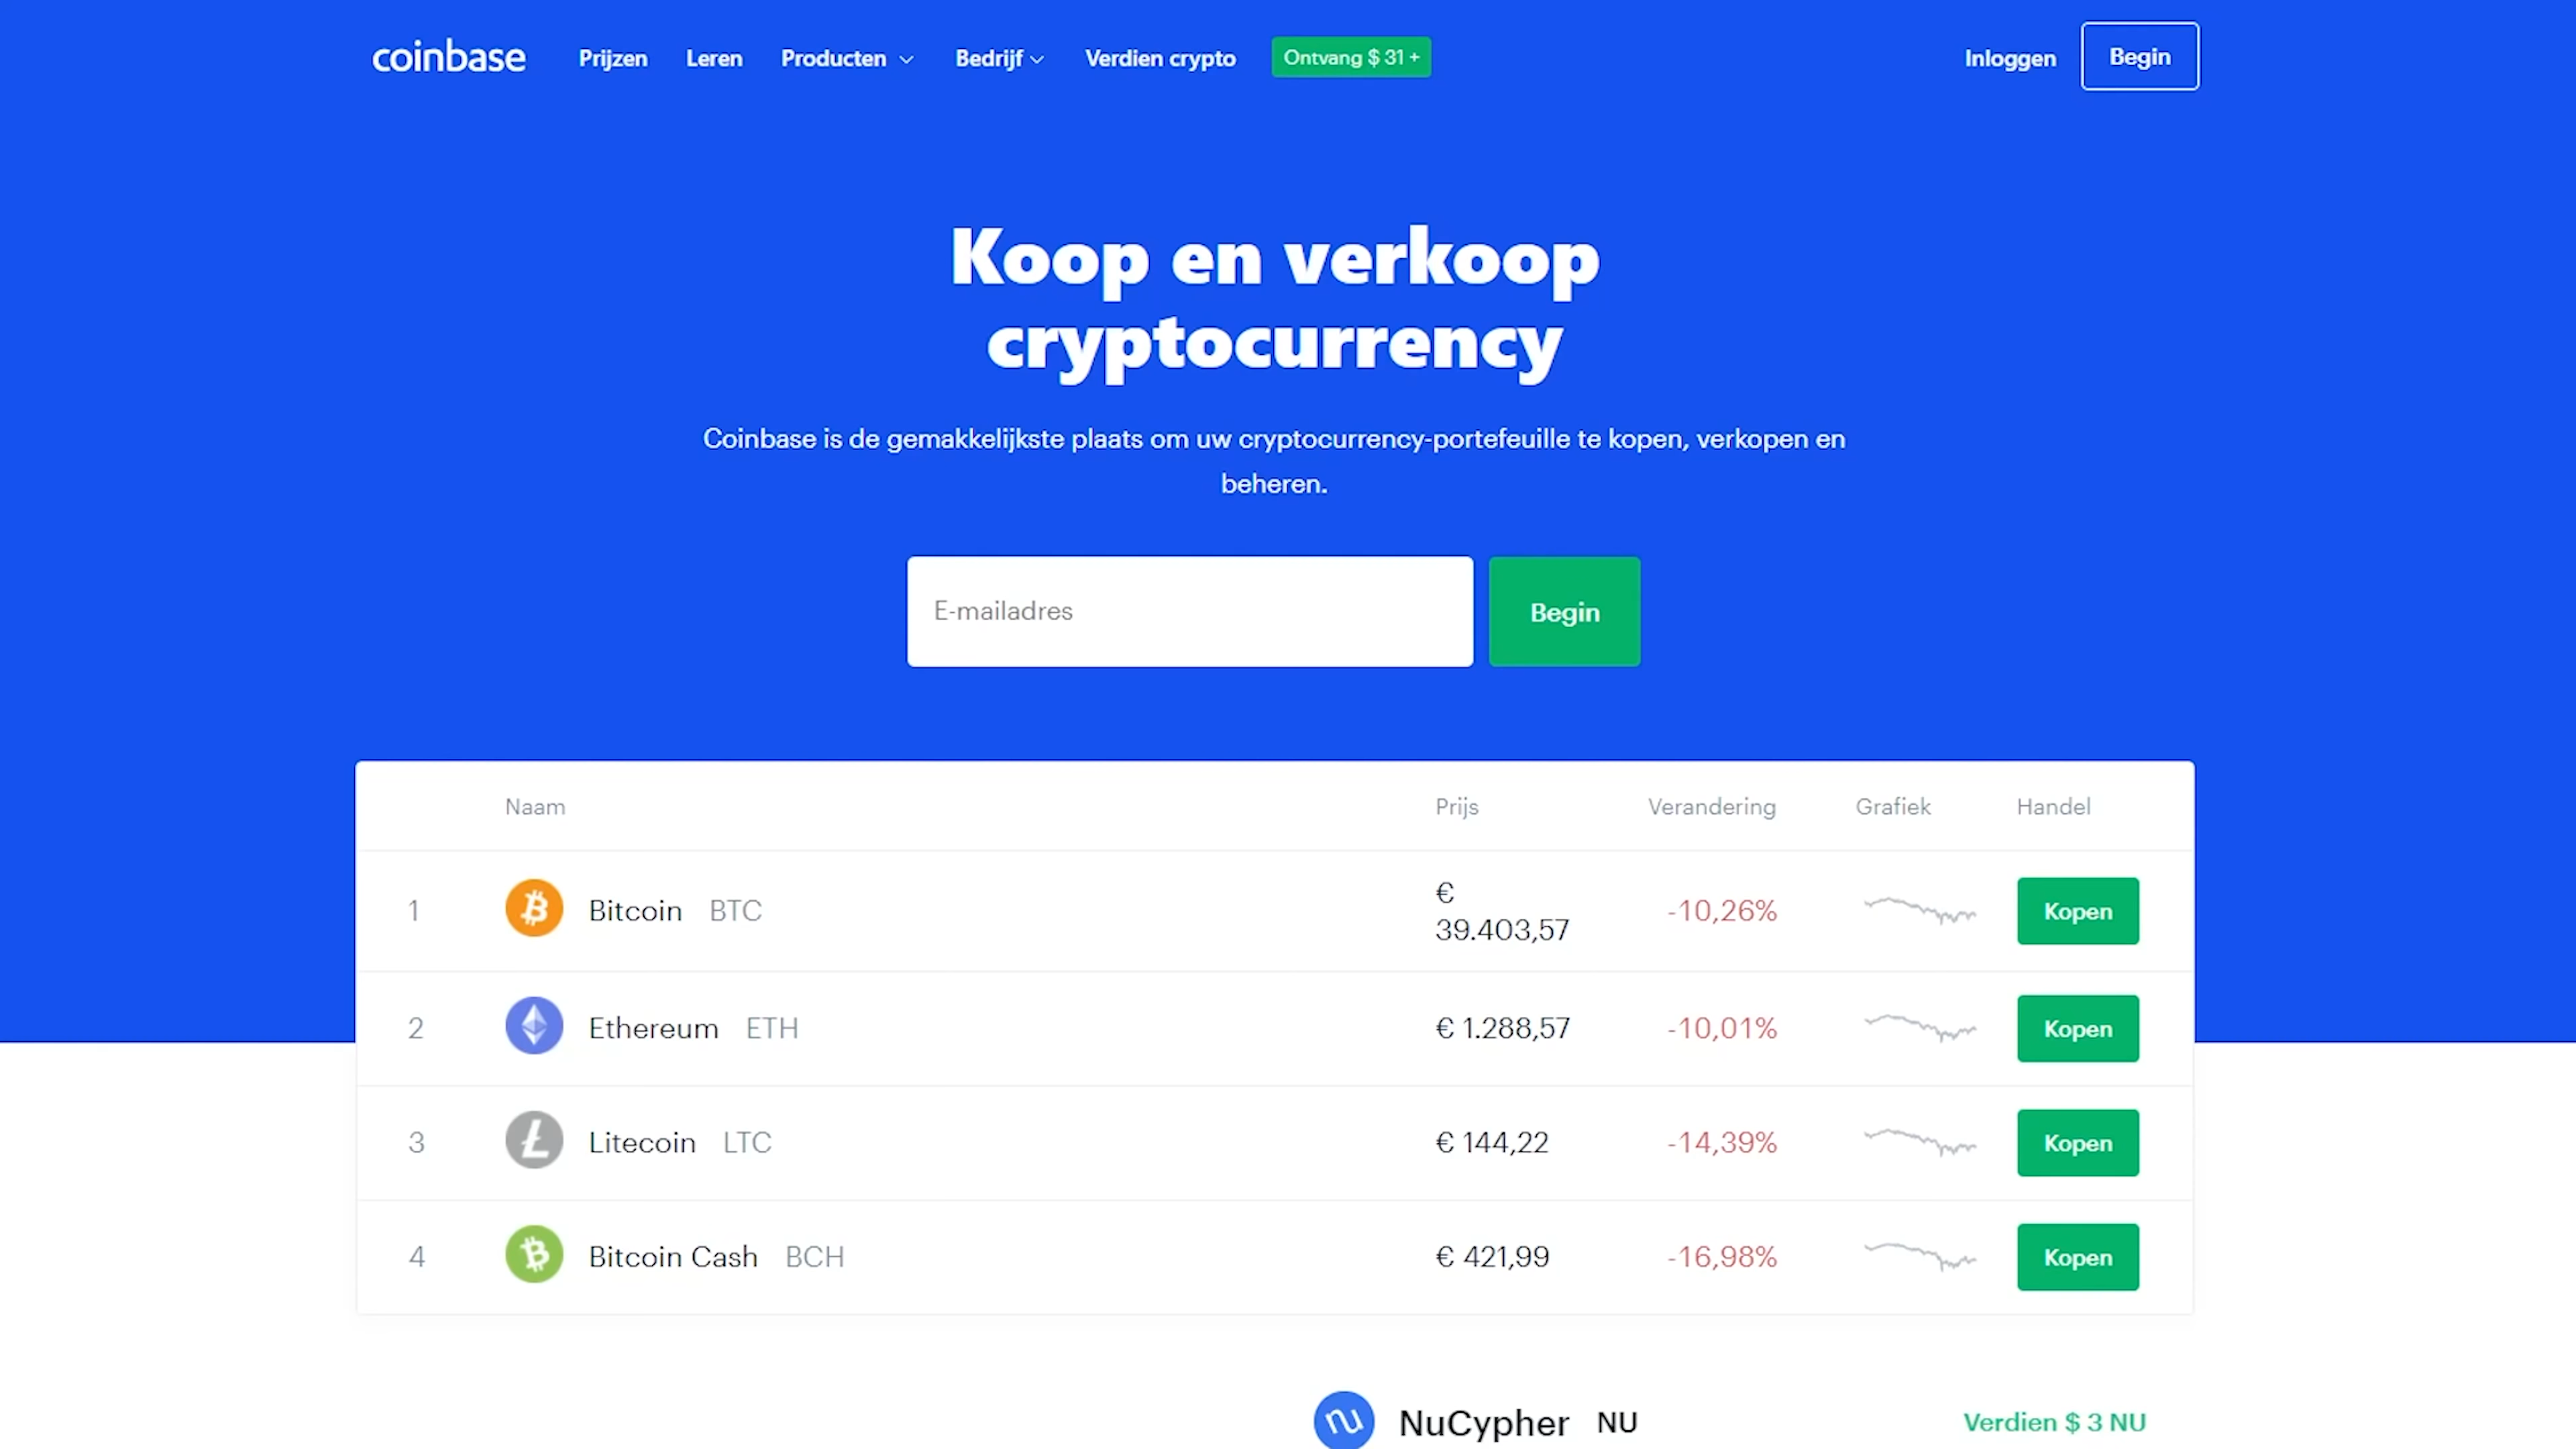 coinbase Prijzen Leren Producten Bedrijf Verdien crypto Ontvang $ 31 + Inloggen Begin
Koop en verkoop
cryptocurrency
Coinbase is de gemakkelijkste plaats om uw cryptocurrency-portefeuille te kopen, verkopen en
beheren.
E-mailadres Begin
Naam Prijs Verandering Grafiek Handel
1 Bitcoin BTC € 39.403,57 -10,26% Kopen
2 Ethereum ETH € 1.288,57 -10,01% Kopen
3 Litecoin LTC € 144,22 -14,39% Kopen
4 Bitcoin Cash BCH € 421,99 -16,98% Kopen
NuCypher NU Verdien $ 3 NU